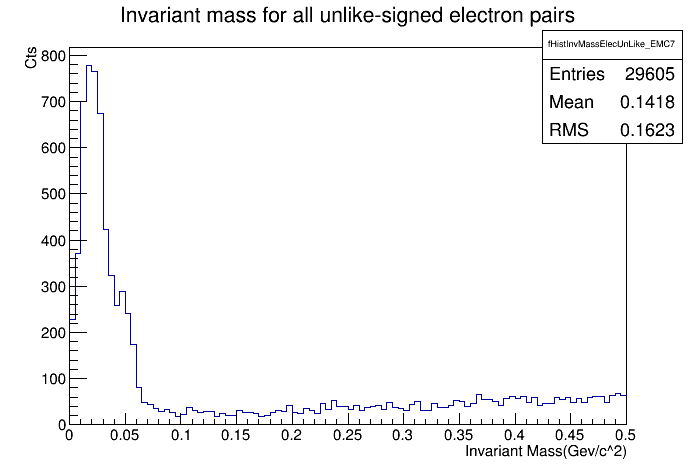 Invariant mass for all unlike-signed electron pairs
fHistInvMassElecUnLike_EMC7
Entries 29605
Mean 0.1418
RMS 0.1623
Cts
800
700
600
500
400
300
200
100
0
0 0.05 0.1 0.15 0.2 0.25 0.3 0.35 0.4 0.45 0.5
Invariant Mass(Gev/c^2)